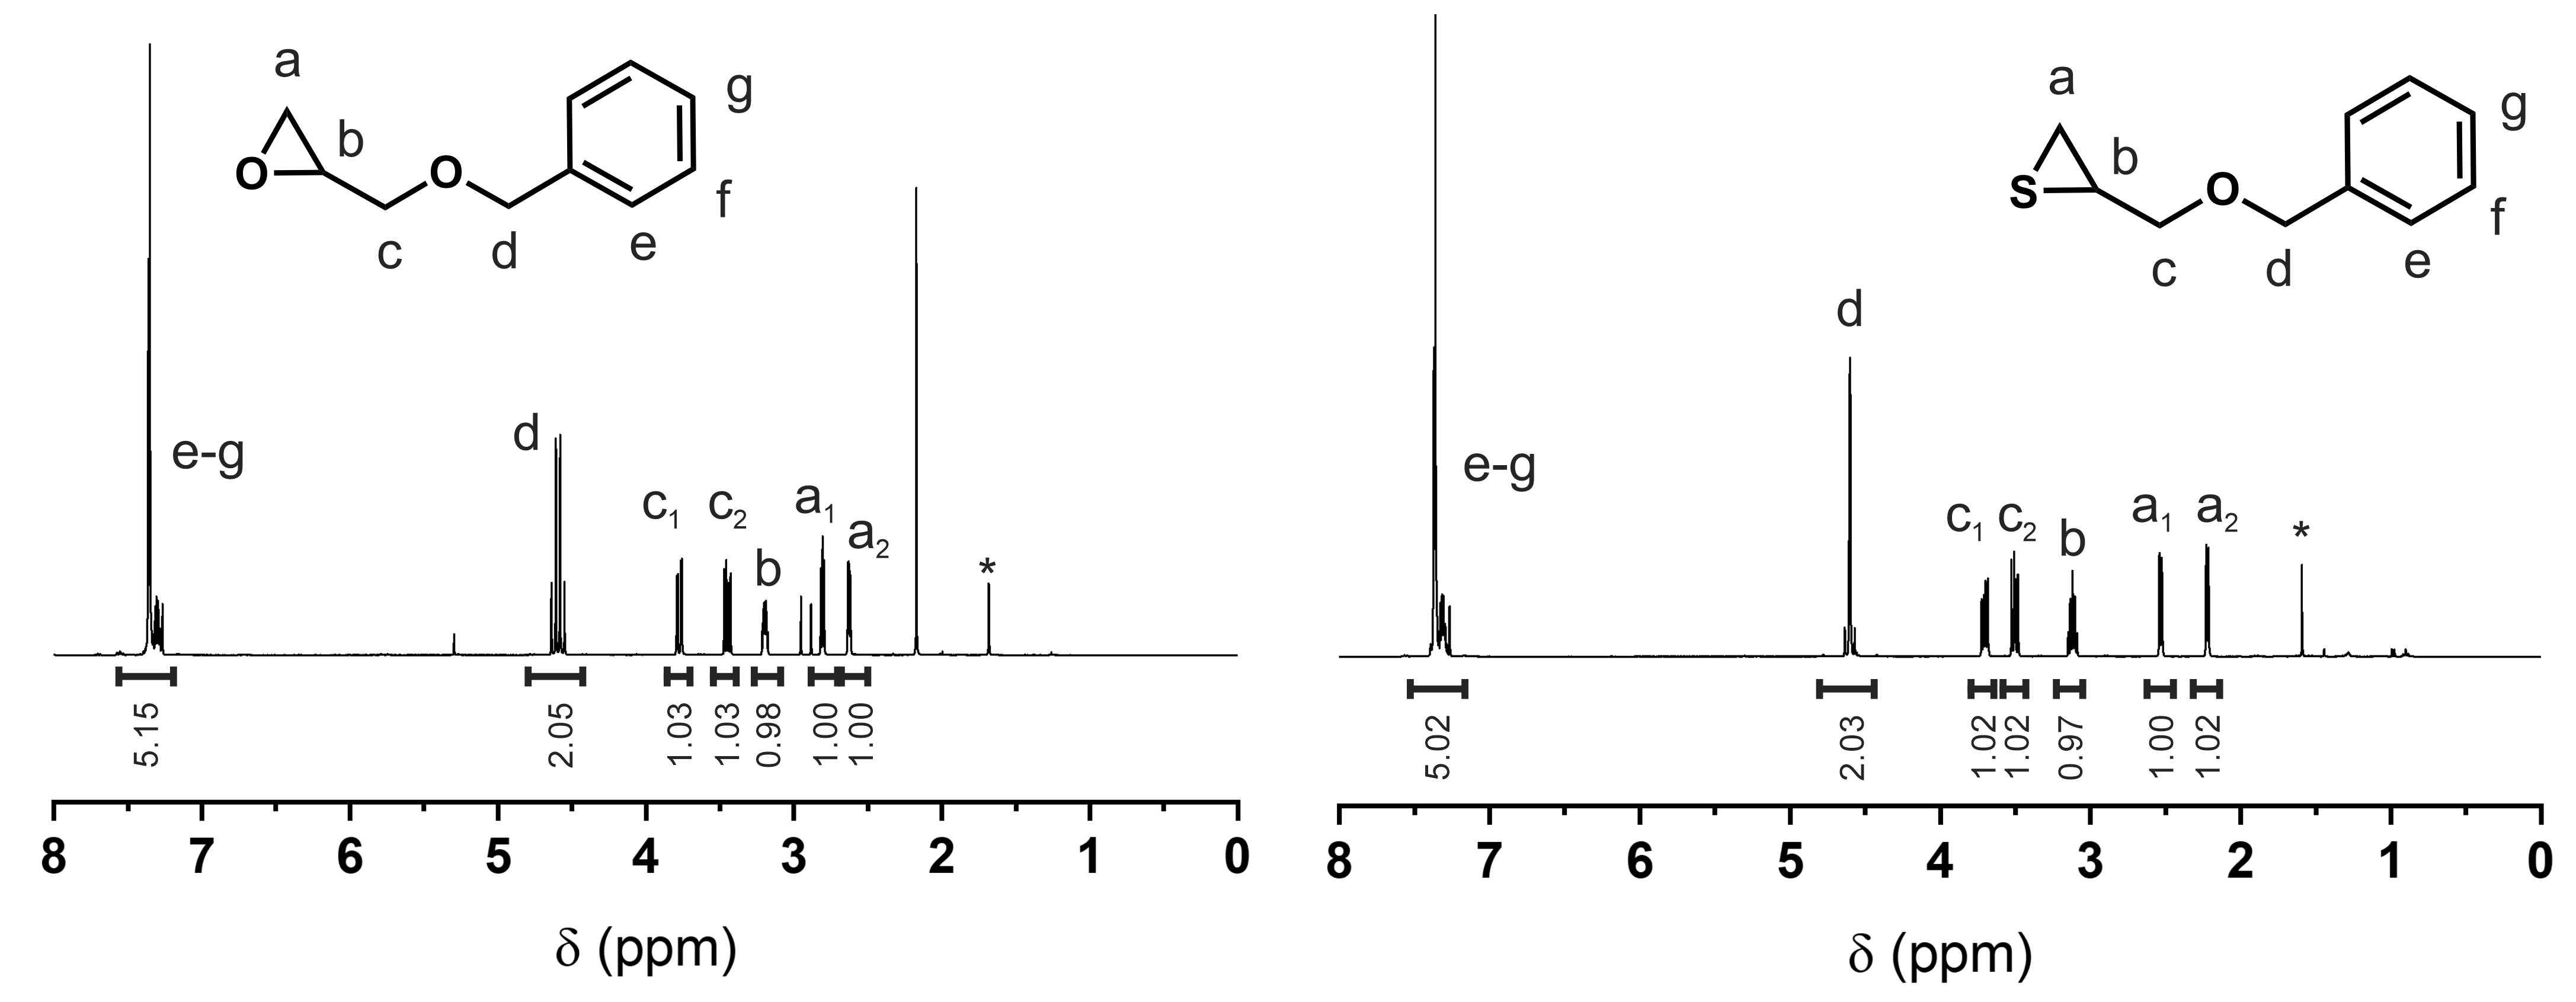 a
g
b
O
O
f
c
d
e
e-g
d
c₁
c₂
b
a₁
a₂
*
5.15
2.05
1.03
1.03
0.98
1.00
1.00
8 7 6 5 4 3 2 1 0
δ (ppm)
a
g
b
S
O
f
c
d
e
d
e-g
c₁
c₂
b
a₁
a₂
*
5.02
2.03
1.02
1.02
0.97
1.00
1.02
8 7 6 5 4 3 2 1 0
δ (ppm)